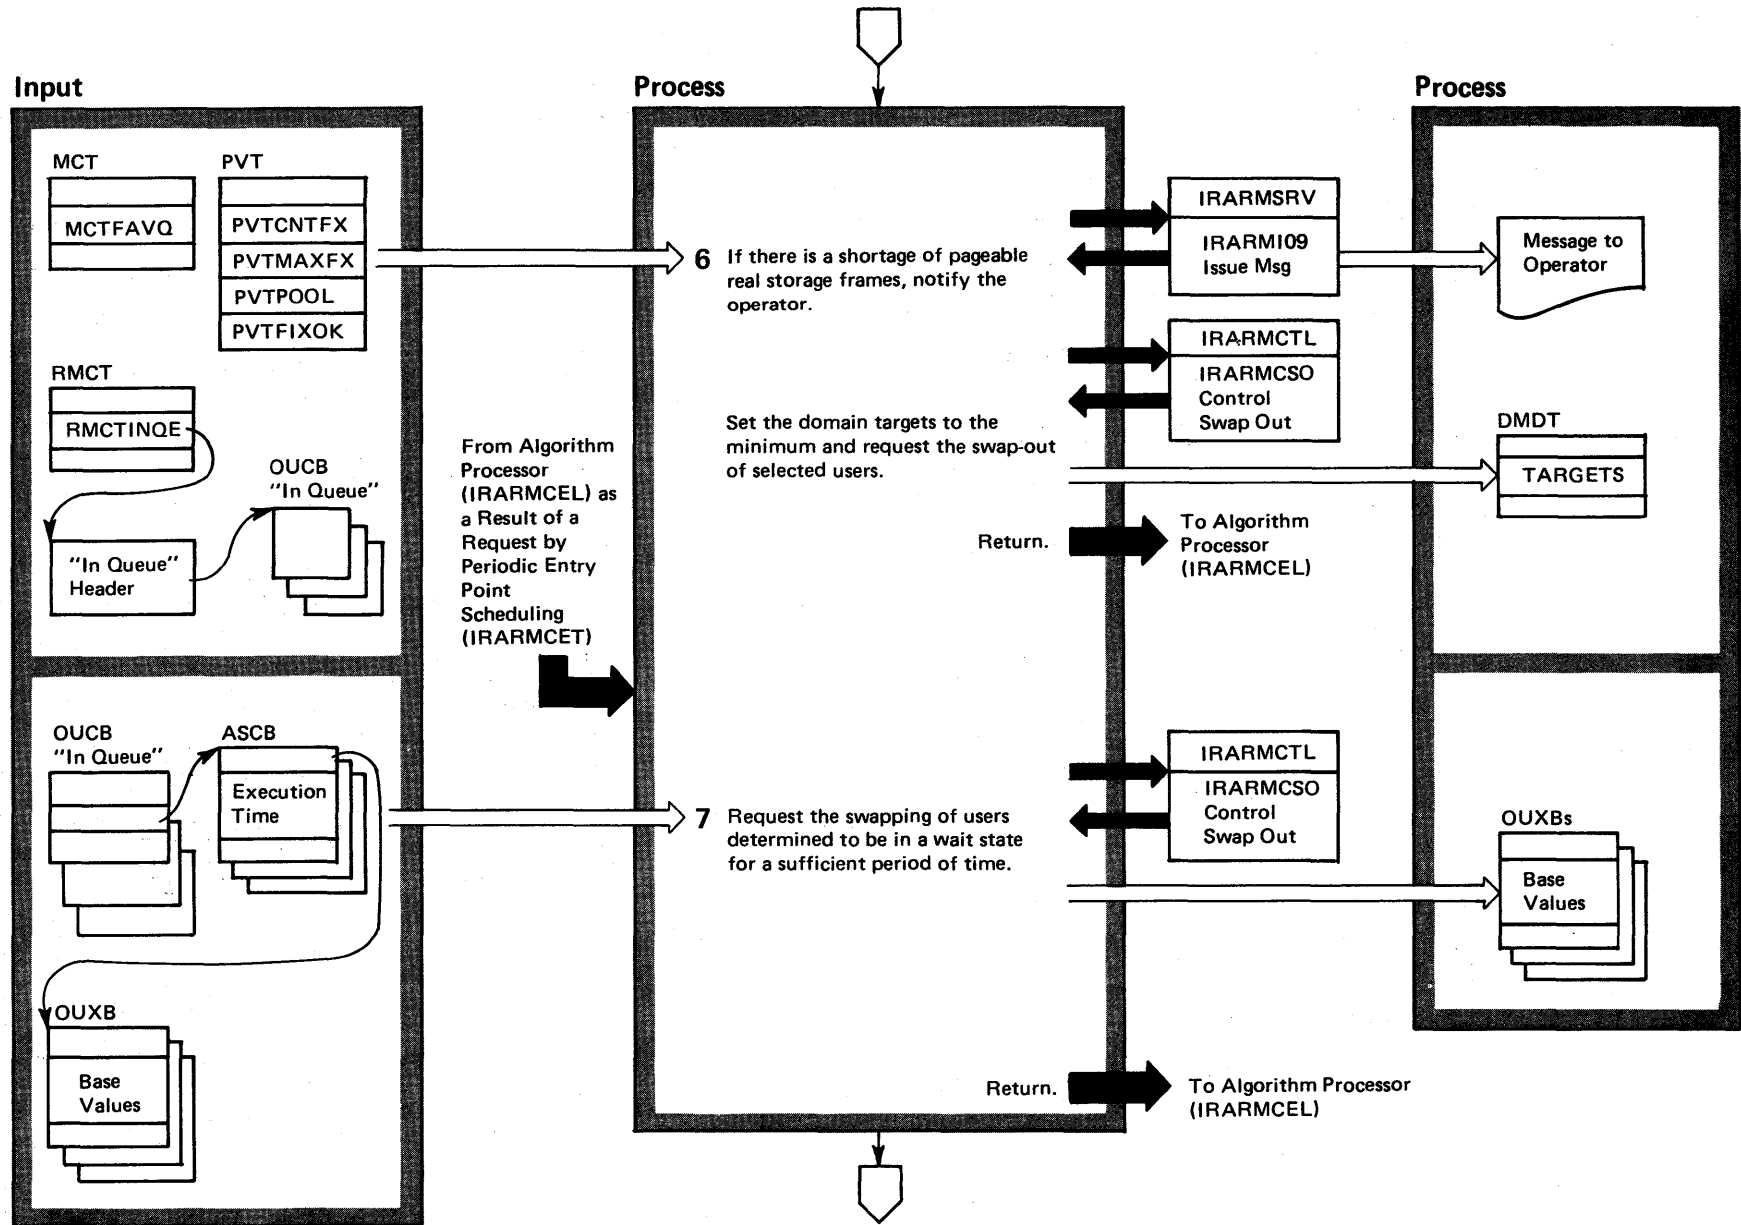 Input
MCT
MCTFAVQ
PVT
PVTCNTFX
PVTMAXFX
PVTPOOL
PVTFIXOK
RMCT
RMCTINQE
OUCB
"In Queue"
"In Queue"
Header
OUCB
"In Queue"
ASCB
Execution
Time
OUXB
Base
Values
From Algorithm
Processor
(IRARMCEL) as
a Result of a
Request by
Periodic Entry
Point
Scheduling
(IRARMCET)
Process
6 If there is a shortage of pageable
real storage frames, notify the
operator.
Set the domain targets to the
minimum and request the swap-out
of selected users.
Return.
7 Request the swapping of users
determined to be in a wait state
for a sufficient period of time.
Return.
IRARMSRV
IRARMI09
Issue Msg
IRARMCTL
IRARMCSO
Control
Swap Out
To Algorithm
Processor
(IRARMCEL)
IRARMCTL
IRARMCSO
Control
Swap Out
To Algorithm Processor
(IRARMCEL)
Process
Message to
Operator
DMDT
TARGETS
OUXBs
Base
Values